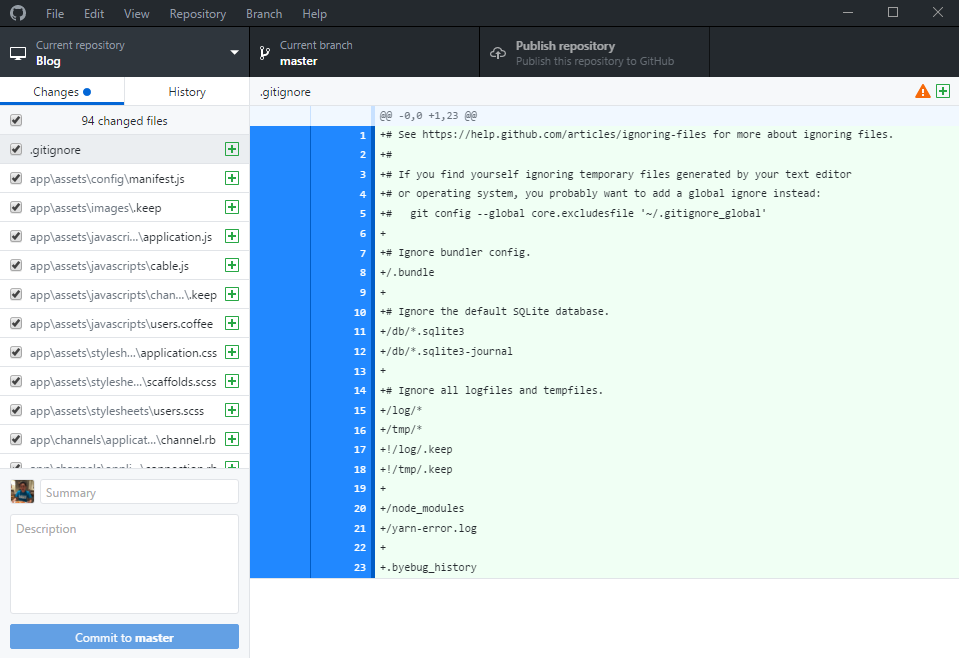 File Edit View Repository Branch Help
Current repository
Blog
Current branch
master
Publish repository
Publish this repository to GitHub
Changes History
.gitignore
94 changed files
.gitignore
app\assets\config\manifest.js
app\assets\images\.keep
app\assets\javascri...\application.js
app\assets\javascripts\cable.js
app\assets\javascripts\chan...\.keep
app\assets\javascripts\users.coffee
app\assets\stylesh...\application.css
app\assets\styleshe...\scaffolds.scss
app\assets\stylesheets\users.scss
app\channels\applicat...\channel.rb
app\channels\appli...\connection.rb
Summary
Description
Commit to master
@@ -0,0 +1,23 @@
1 +# See https://help.github.com/articles/ignoring-files for more about ignoring files.
2 +#
3 +# If you find yourself ignoring temporary files generated by your text editor
4 +# or operating system, you probably want to add a global ignore instead:
5 +#   git config --global core.excludesfile '~/.gitignore_global'
6 +
7 +# Ignore bundler config.
8 +/.bundle
9 +
10 +# Ignore the default SQLite database.
11 +/db/*.sqlite3
12 +/db/*.sqlite3-journal
13 +
14 +# Ignore all logfiles and tempfiles.
15 +/log/*
16 +/tmp/*
17 +!/log/.keep
18 +!/tmp/.keep
19 +
20 +/node_modules
21 +/yarn-error.log
22 +
23 +.byebug_history